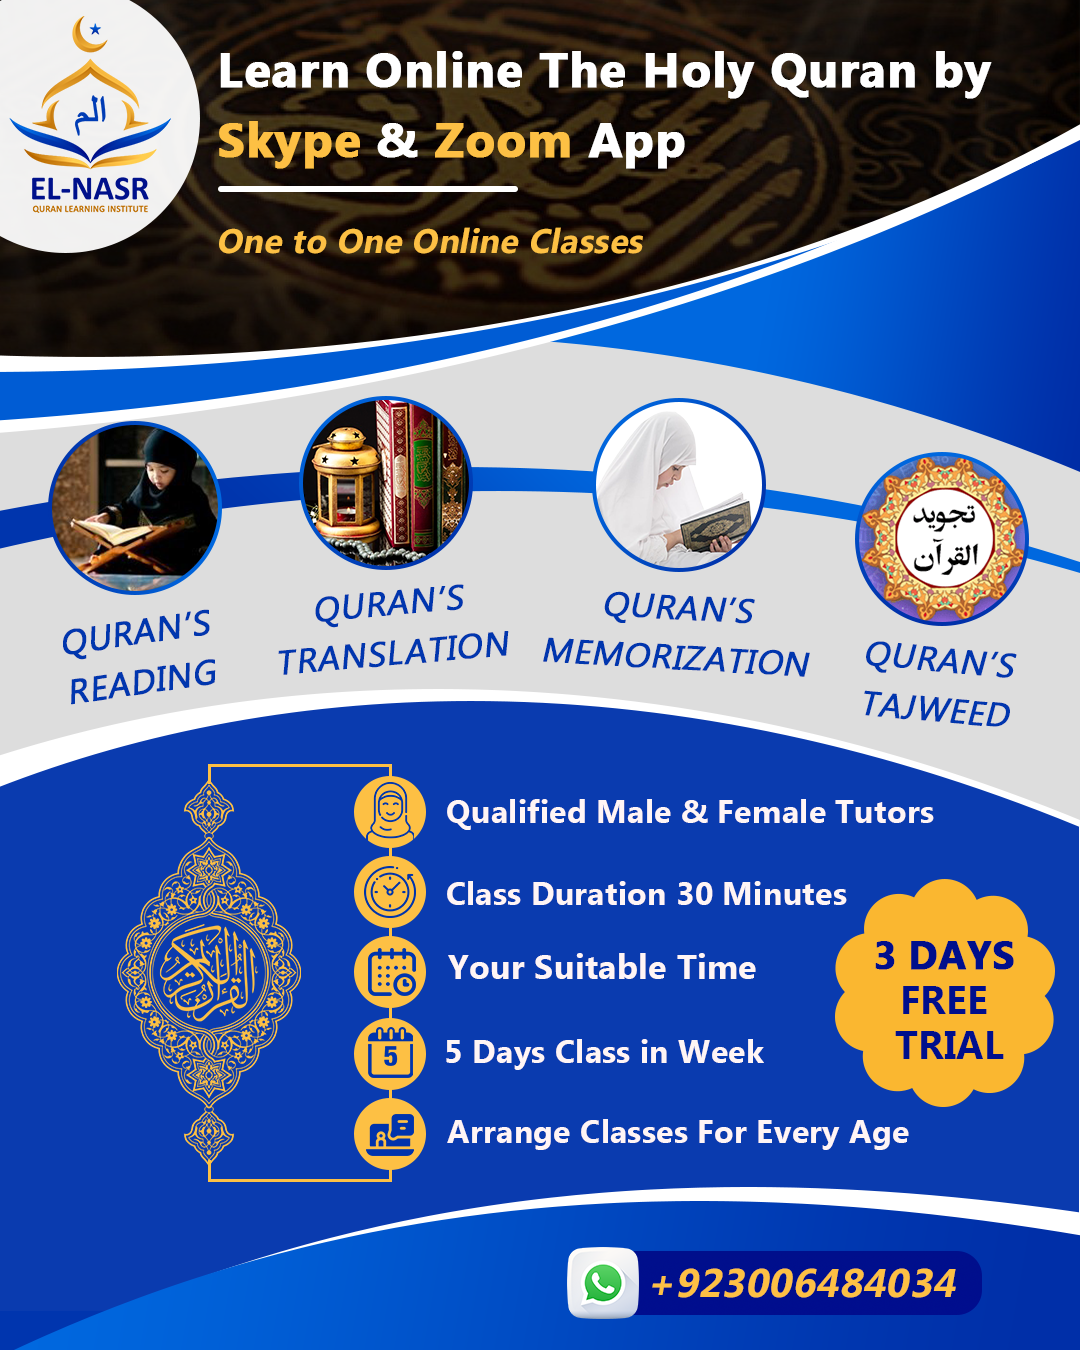 الم
EL-NASR
QURAN LEARNING INSTITUTE
Learn Online The Holy Quran by
Skype & Zoom App
One to One Online Classes
تجويد
القرآن
QURAN'S
READING
QURAN'S
TRANSLATION
QURAN'S
MEMORIZATION
QURAN'S
TAJWEED
القرآن الكريم
Qualified Male & Female Tutors
Class Duration 30 Minutes
Your Suitable Time
5
5 Days Class in Week
Arrange Classes For Every Age
3 DAYS
FREE
TRIAL
+923006484034